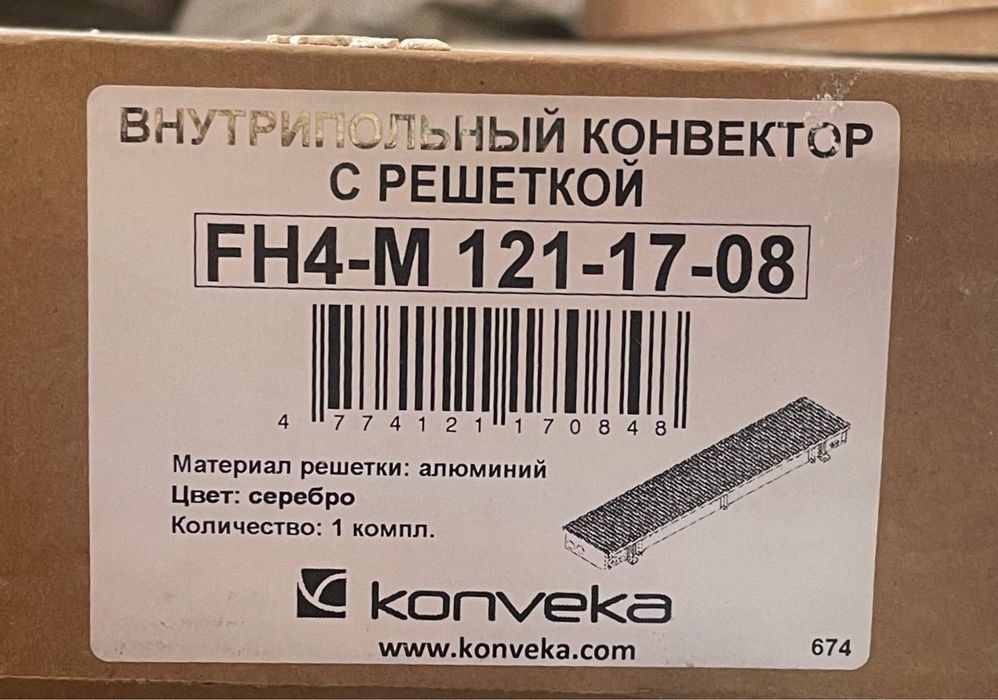 ВНУТРИПОЛЬНЫЙ КОНВЕКТОР
С РЕШЕТКОЙ
FH4-M 121-17-08
4 774121 170848
Материал решетки: алюминий
Цвет: серебро
Количество: 1 компл.
konveka
www.konveka.com
674